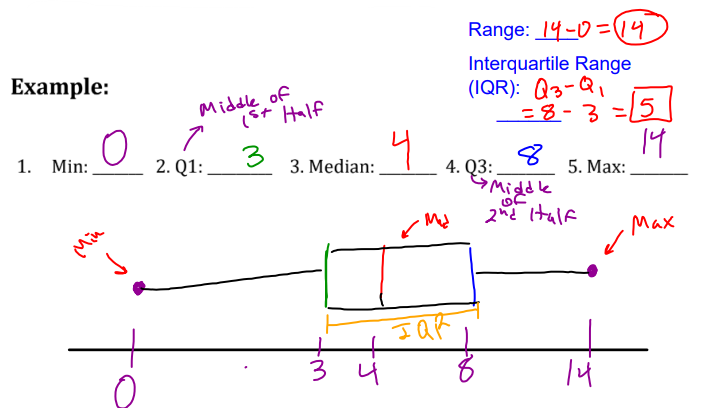 Range: 14-0 = 14
Interquartile Range
(IQR): Q3-Q1
= 8 - 3 = 5
Example:
Middle of
1st Half
1. Min: 0 2. Q1: 3 3. Median: 4 4. Q3: 8 5. Max: 14
Middle
of
2nd Half
Min
Med
Max
IQR
0 3 4 8 14